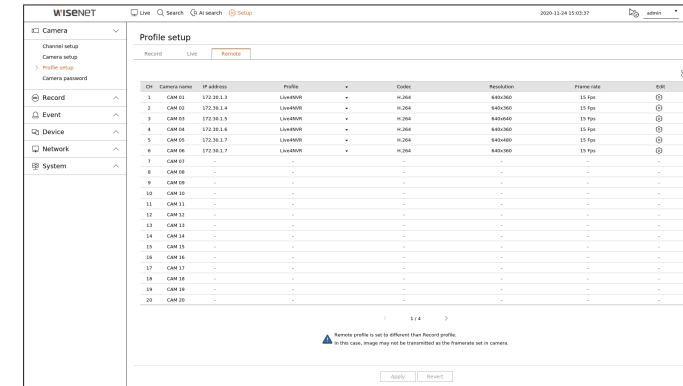 WISENET
Live Search AI search Setup 2020-11-24 15:03:37 admin
Camera
Channel setup
Camera setup
> Profile setup
Camera password
Record
Event
Device
Network
System
Profile setup
Record Live Remote
CH Camera name IP address Profile Codec Resolution Frame rate Edit
1 CAM 01 172.30.1.3 Live4NVR H.264 640x360 15 Fps
2 CAM 02 172.30.1.4 Live4NVR H.264 640x360 15 Fps
3 CAM 03 172.30.1.5 Live4NVR H.264 640x640 15 Fps
4 CAM 04 172.30.1.6 Live4NVR H.264 640x360 15 Fps
5 CAM 05 172.30.1.7 Live4NVR H.264 640x480 15 Fps
6 CAM 06 172.30.1.7 Live4NVR H.264 640x360 15 Fps
7 CAM 07 - - - - - -
8 CAM 08 - - - - - -
9 CAM 09 - - - - - -
10 CAM 10 - - - - - -
11 CAM 11 - - - - - -
12 CAM 12 - - - - - -
13 CAM 13 - - - - - -
14 CAM 14 - - - - - -
15 CAM 15 - - - - - -
16 CAM 16 - - - - - -
17 CAM 17 - - - - - -
18 CAM 18 - - - - - -
19 CAM 19 - - - - - -
20 CAM 20 - - - - - -
< 1 / 4 >
Remote profile is set to different than Record profile.
In this case, image may not be transmitted as the framerate set in camera.
Apply Revert